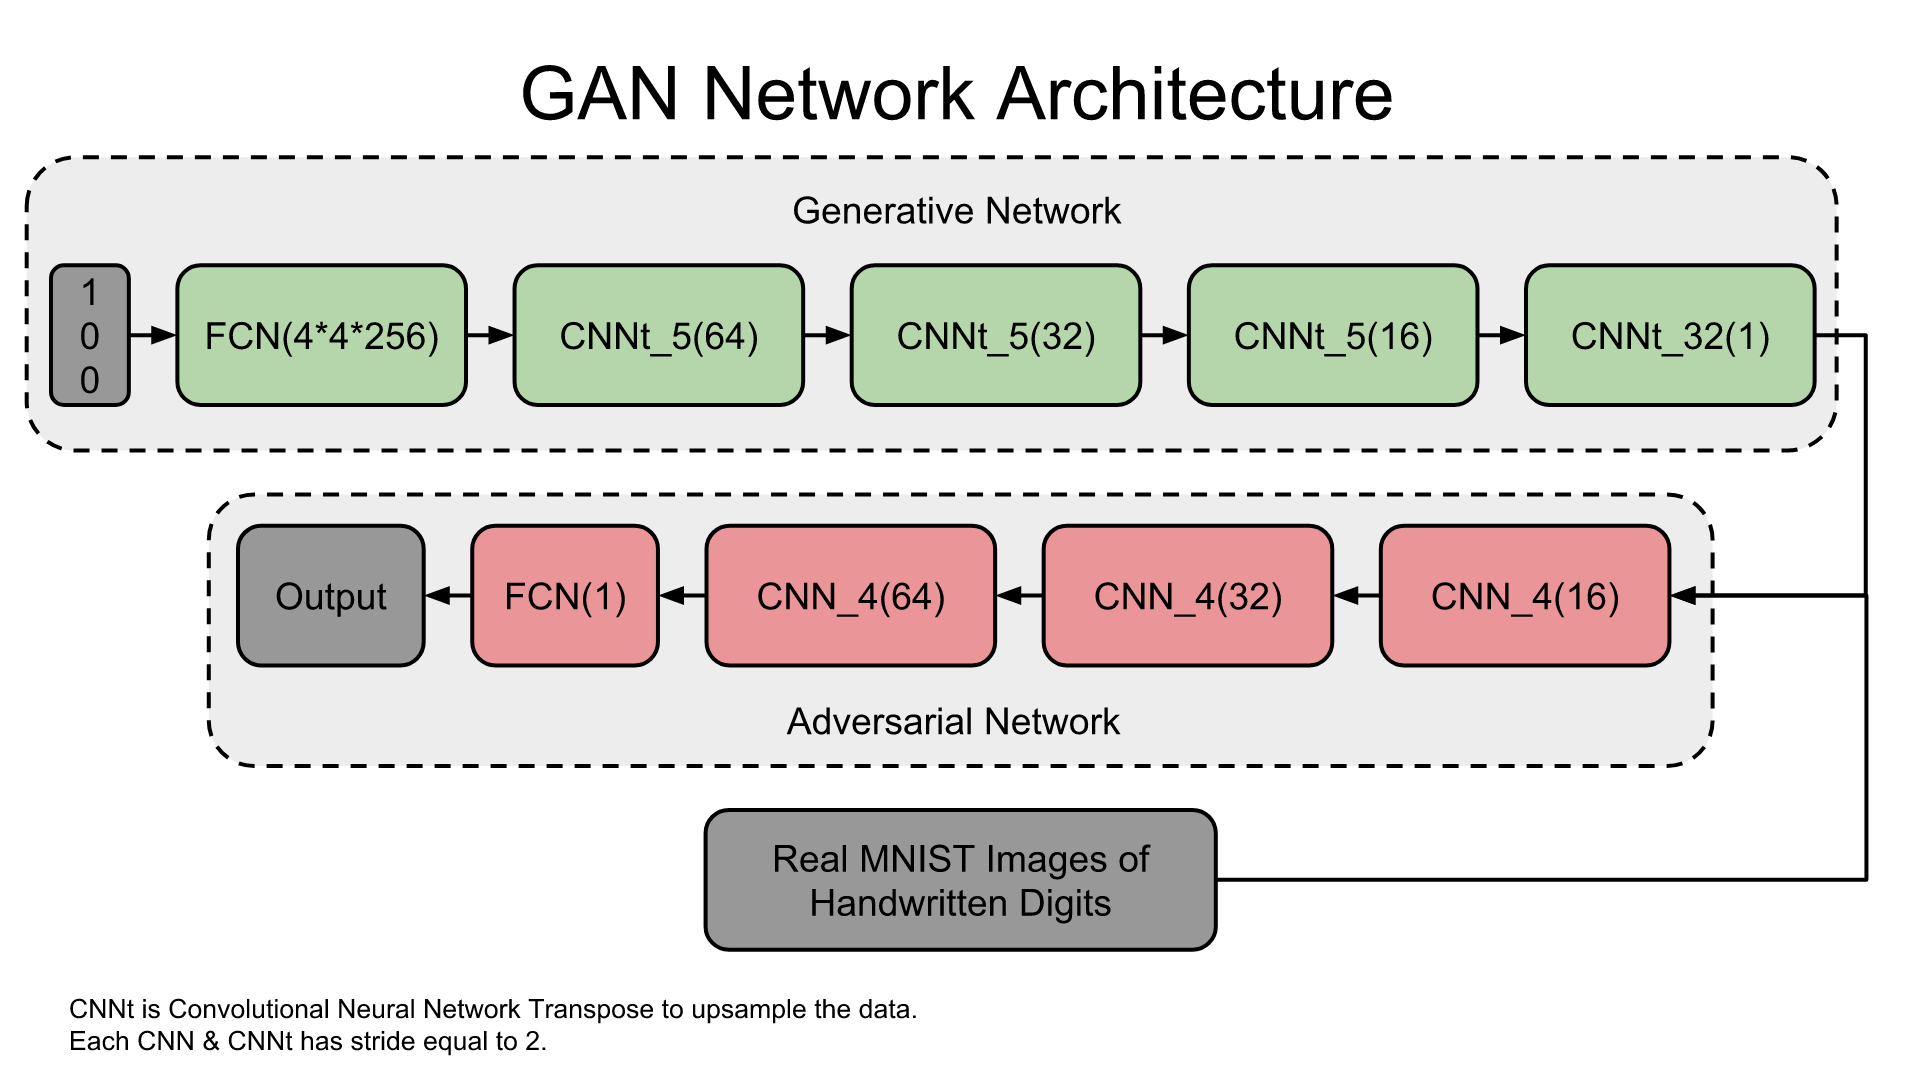 GAN Network Architecture
Generative Network
1
0
0
FCN(4*4*256)
CNNt_5(64)
CNNt_5(32)
CNNt_5(16)
CNNt_32(1)
Output
FCN(1)
CNN_4(64)
CNN_4(32)
CNN_4(16)
Adversarial Network
Real MNIST Images of
Handwritten Digits
CNNt is Convolutional Neural Network Transpose to upsample the data.
Each CNN & CNNt has stride equal to 2.